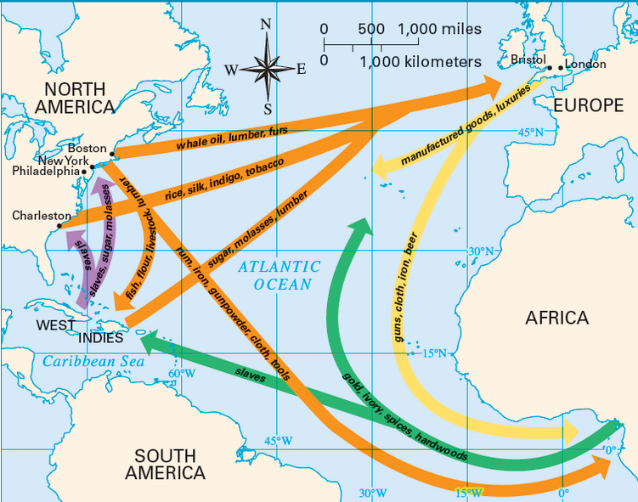 N
W E
S
0 500 1,000 miles
0 1,000 kilometers
NORTH
AMERICA
Bristol London
EUROPE
45°N
manufactured goods, luxuries
Boston
New York
Philadelphia
whale oil, lumber, furs
rice, silk, indigo, tobacco
Charleston
slaves
slaves, sugar, molasses
fish, flour, livestock, lumber
sugar, molasses, lumber
rum, iron, gunpowder, cloth, tools
guns, cloth, iron, beer
30°N
ATLANTIC
OCEAN
AFRICA
WEST
INDIES
Caribbean Sea
15°N
60°W
slaves
gold, ivory, spices, hardwoods
SOUTH
AMERICA
45°W
0°
30°W
15°W
0°